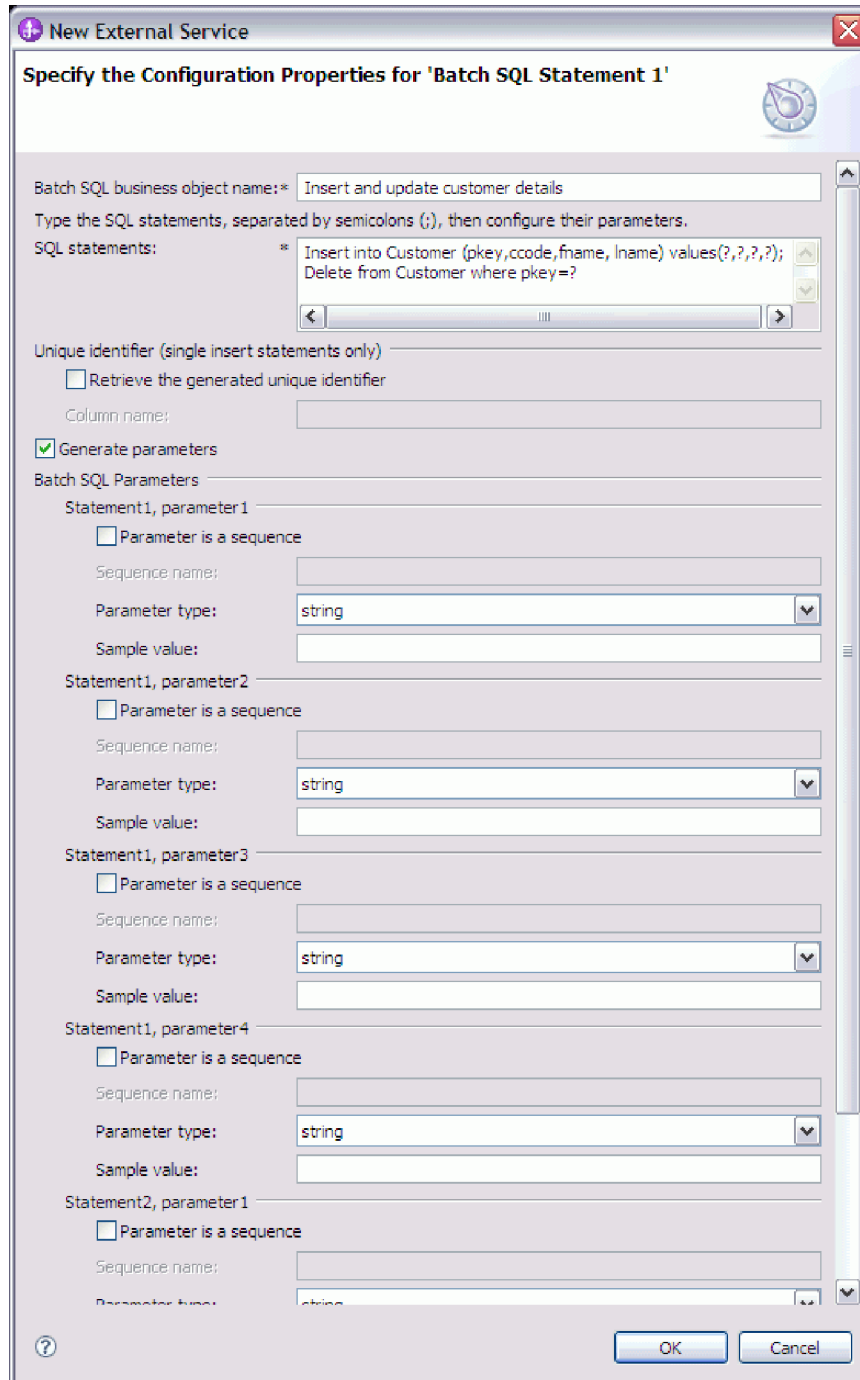 New External Service
Specify the Configuration Properties for 'Batch SQL Statement 1'
Batch SQL business object name:* Insert and update customer details
Type the SQL statements, separated by semicolons (;), then configure their parameters.
SQL statements: * Insert into Customer (pkey,ccode,fname, lname) values(?,?,?,?);
Delete from Customer where pkey=?
Unique identifier (single insert statements only)
Retrieve the generated unique identifier
Column name:
Generate parameters
Batch SQL Parameters
Statement1, parameter1
Parameter is a sequence
Sequence name:
Parameter type: string
Sample value:
Statement1, parameter2
Parameter is a sequence
Sequence name:
Parameter type: string
Sample value:
Statement1, parameter3
Parameter is a sequence
Sequence name:
Parameter type: string
Sample value:
Statement1, parameter4
Parameter is a sequence
Sequence name:
Parameter type: string
Sample value:
Statement2, parameter1
Parameter is a sequence
Sequence name:
Parameter type: string
? OK Cancel